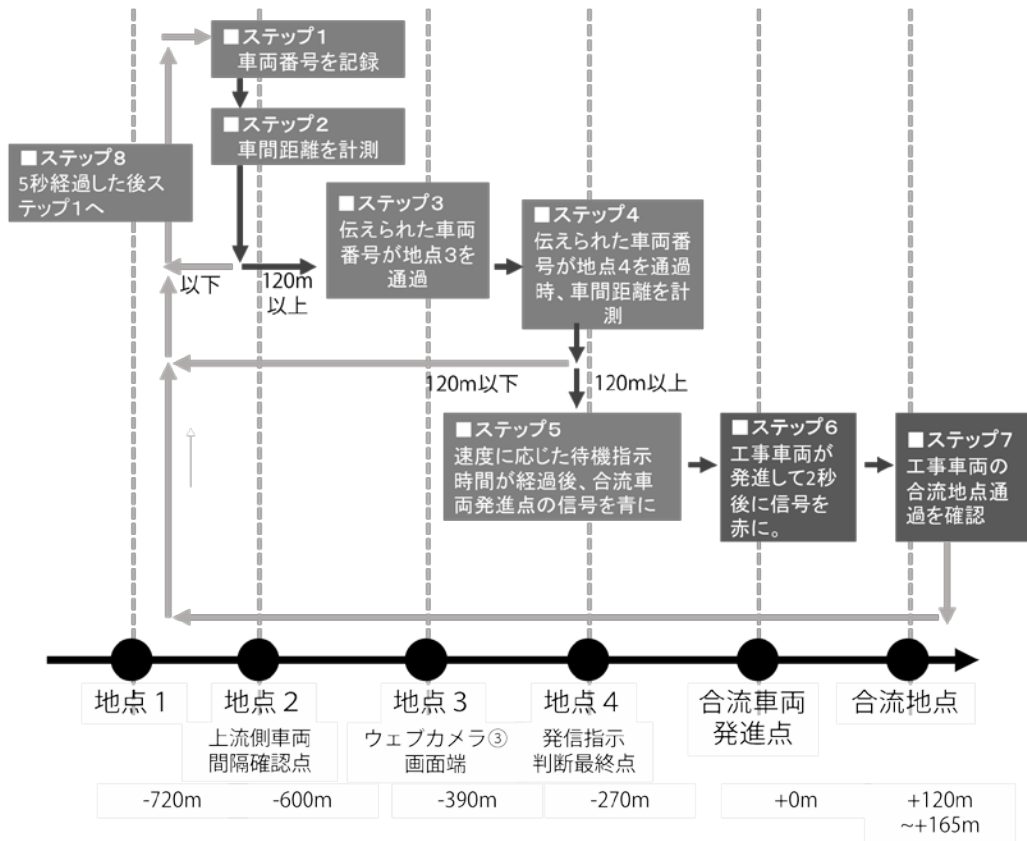 ■ステップ1
車両番号を記録
■ステップ2
車間距離を計測
■ステップ8
5秒経過した後ス
テップ1へ
■ステップ3
伝えられた車両
番号が地点3を
通過
■ステップ4
伝えられた車両番
号が地点4を通過
時、車間距離を計
測
以下
120m
以上
120m以下
120m以上
■ステップ5
速度に応じた待機指示
時間が経過後、合流車
両発進点の信号を青に
■ステップ6
工事車両が
発進して2秒
後に信号を
赤に。
■ステップ7
工事車両の
合流地点通
過を確認
地点1
地点2
上流側車両
間隔確認点
地点3
ウェブカメラ③
画面端
地点4
発信指示
判断最終点
合流車両
発進点
合流地点
-720m
-600m
-390m
-270m
+0m
+120m
~+165m